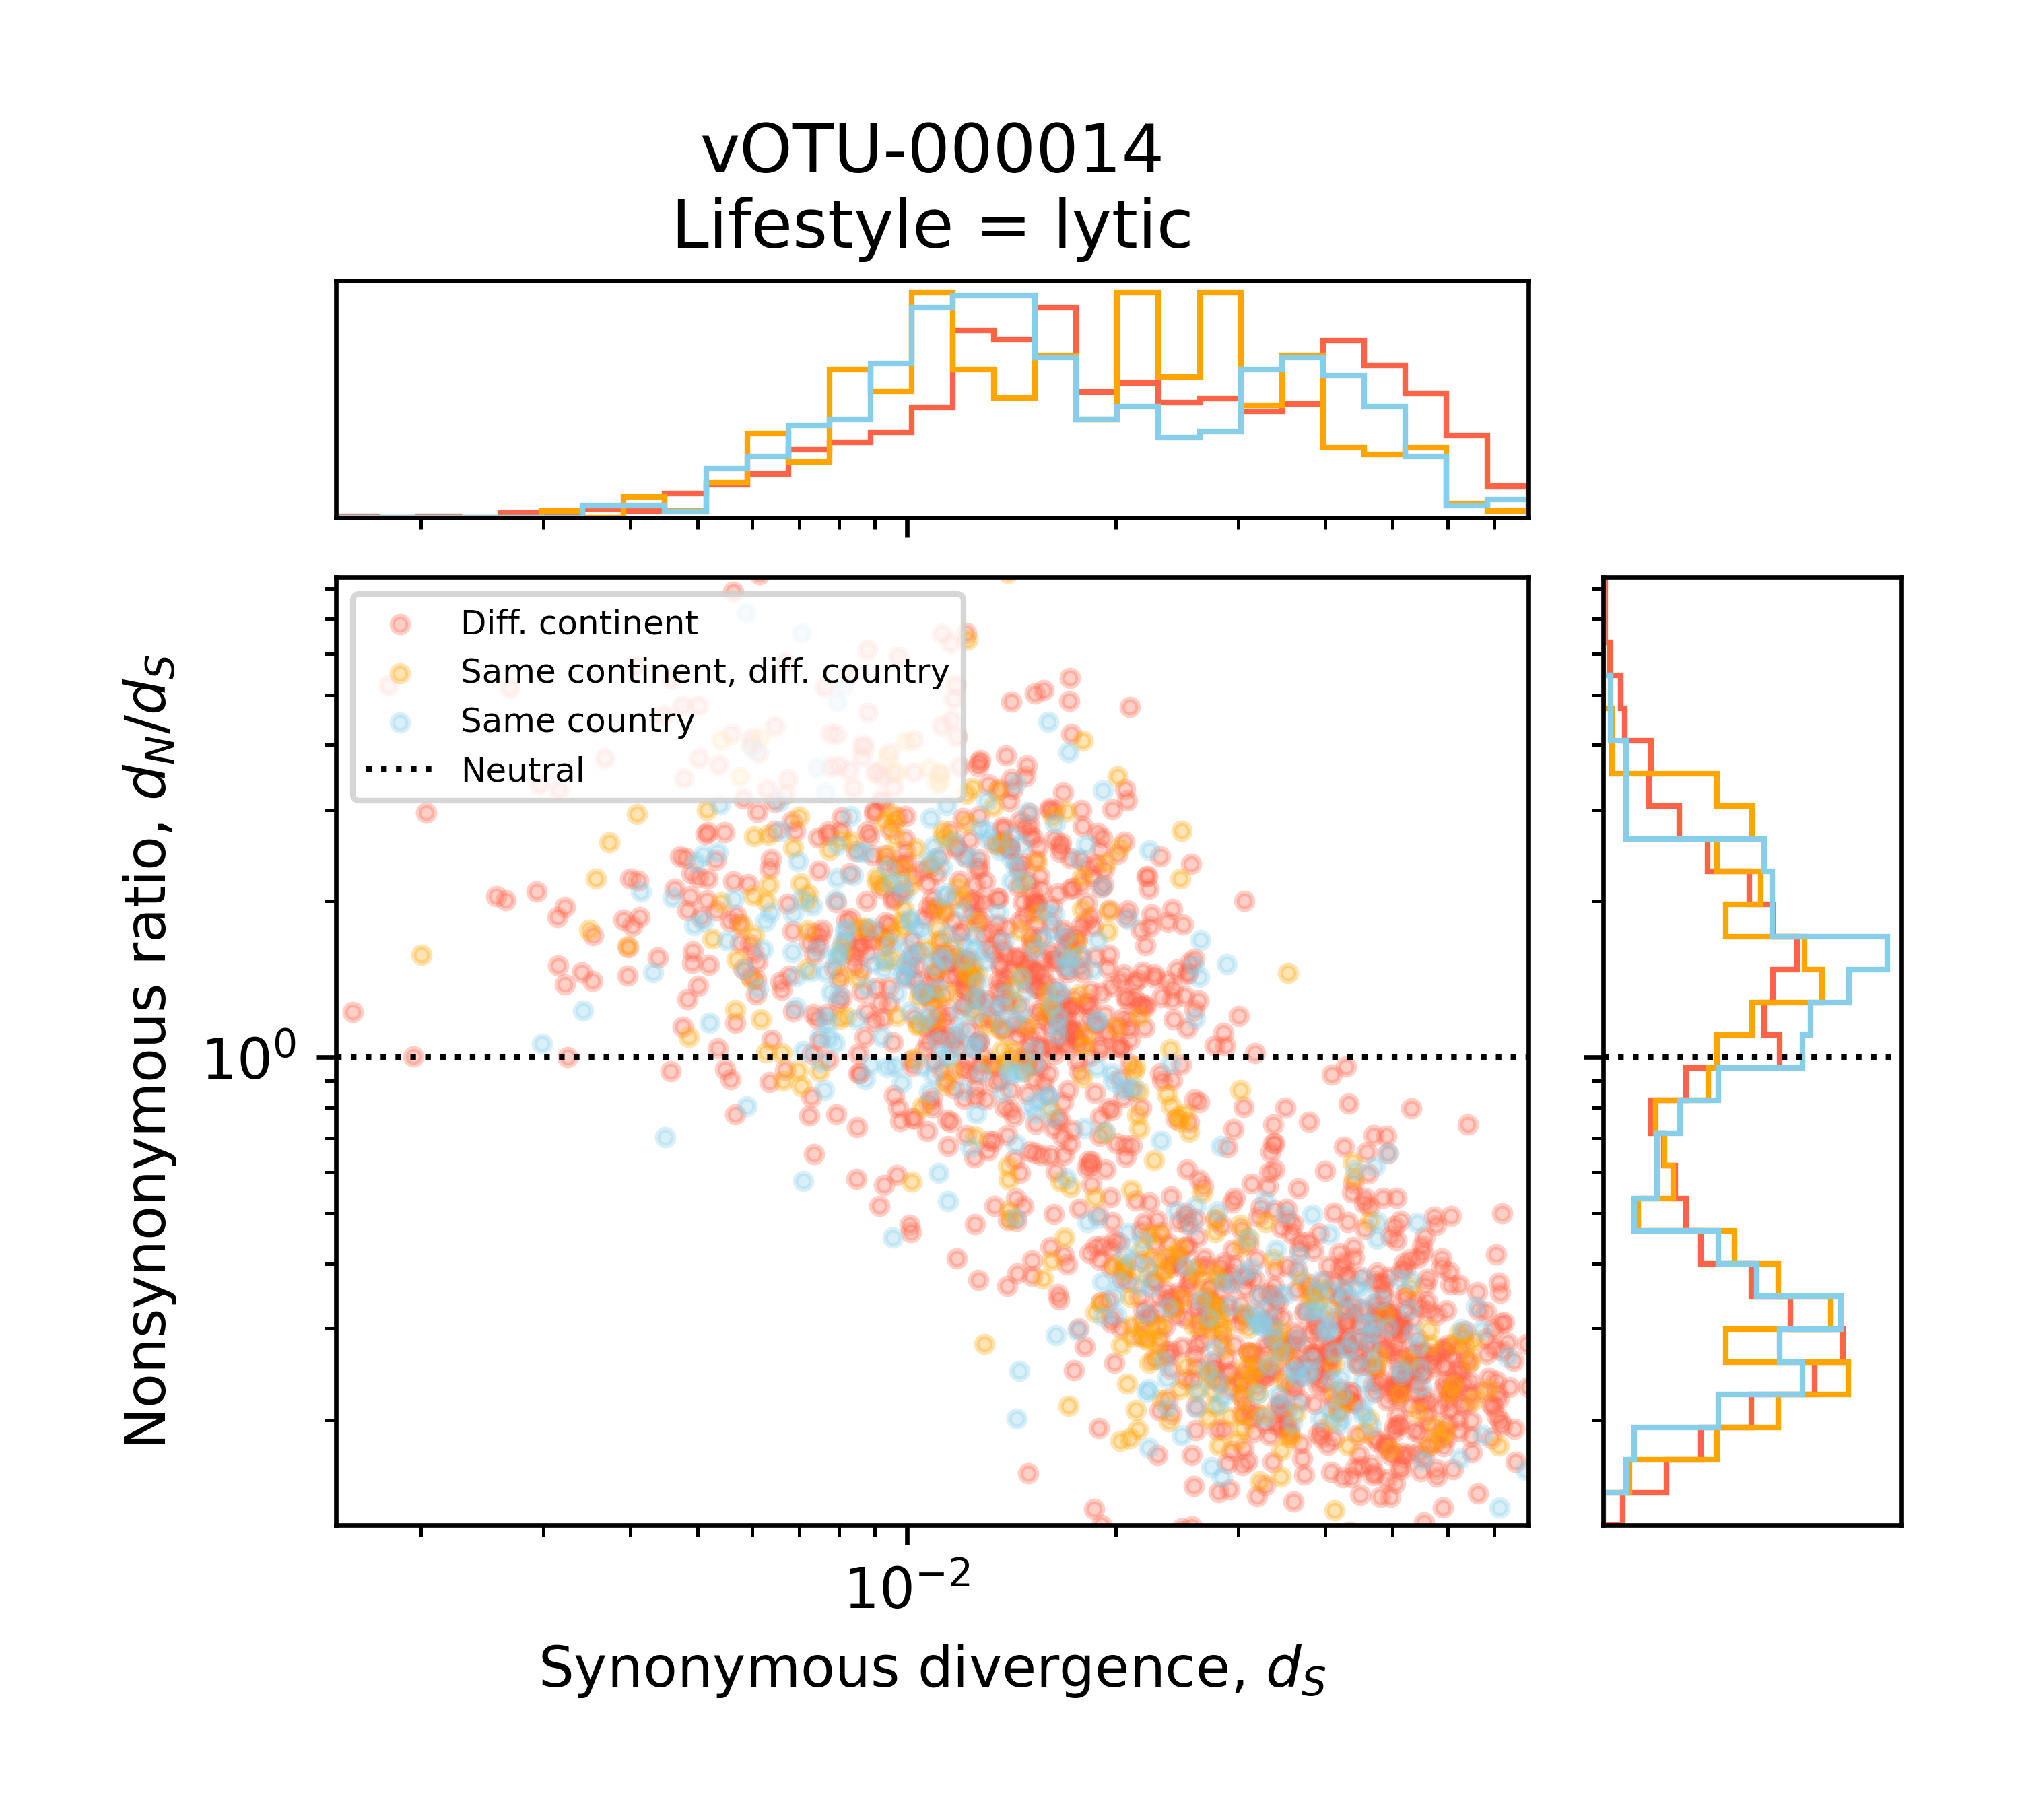 vOTU-000014
Lifestyle = lytic
Diff. continent
Same continent, diff. country
Same country
Neutral
Nonsynonymous ratio, d_N/d_S
10^0
10^−2
Synonymous divergence, d_S